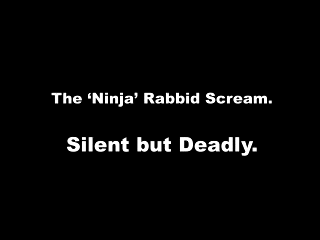 The ‘Ninja’ Rabbid Scream.
Silent but Deadly.